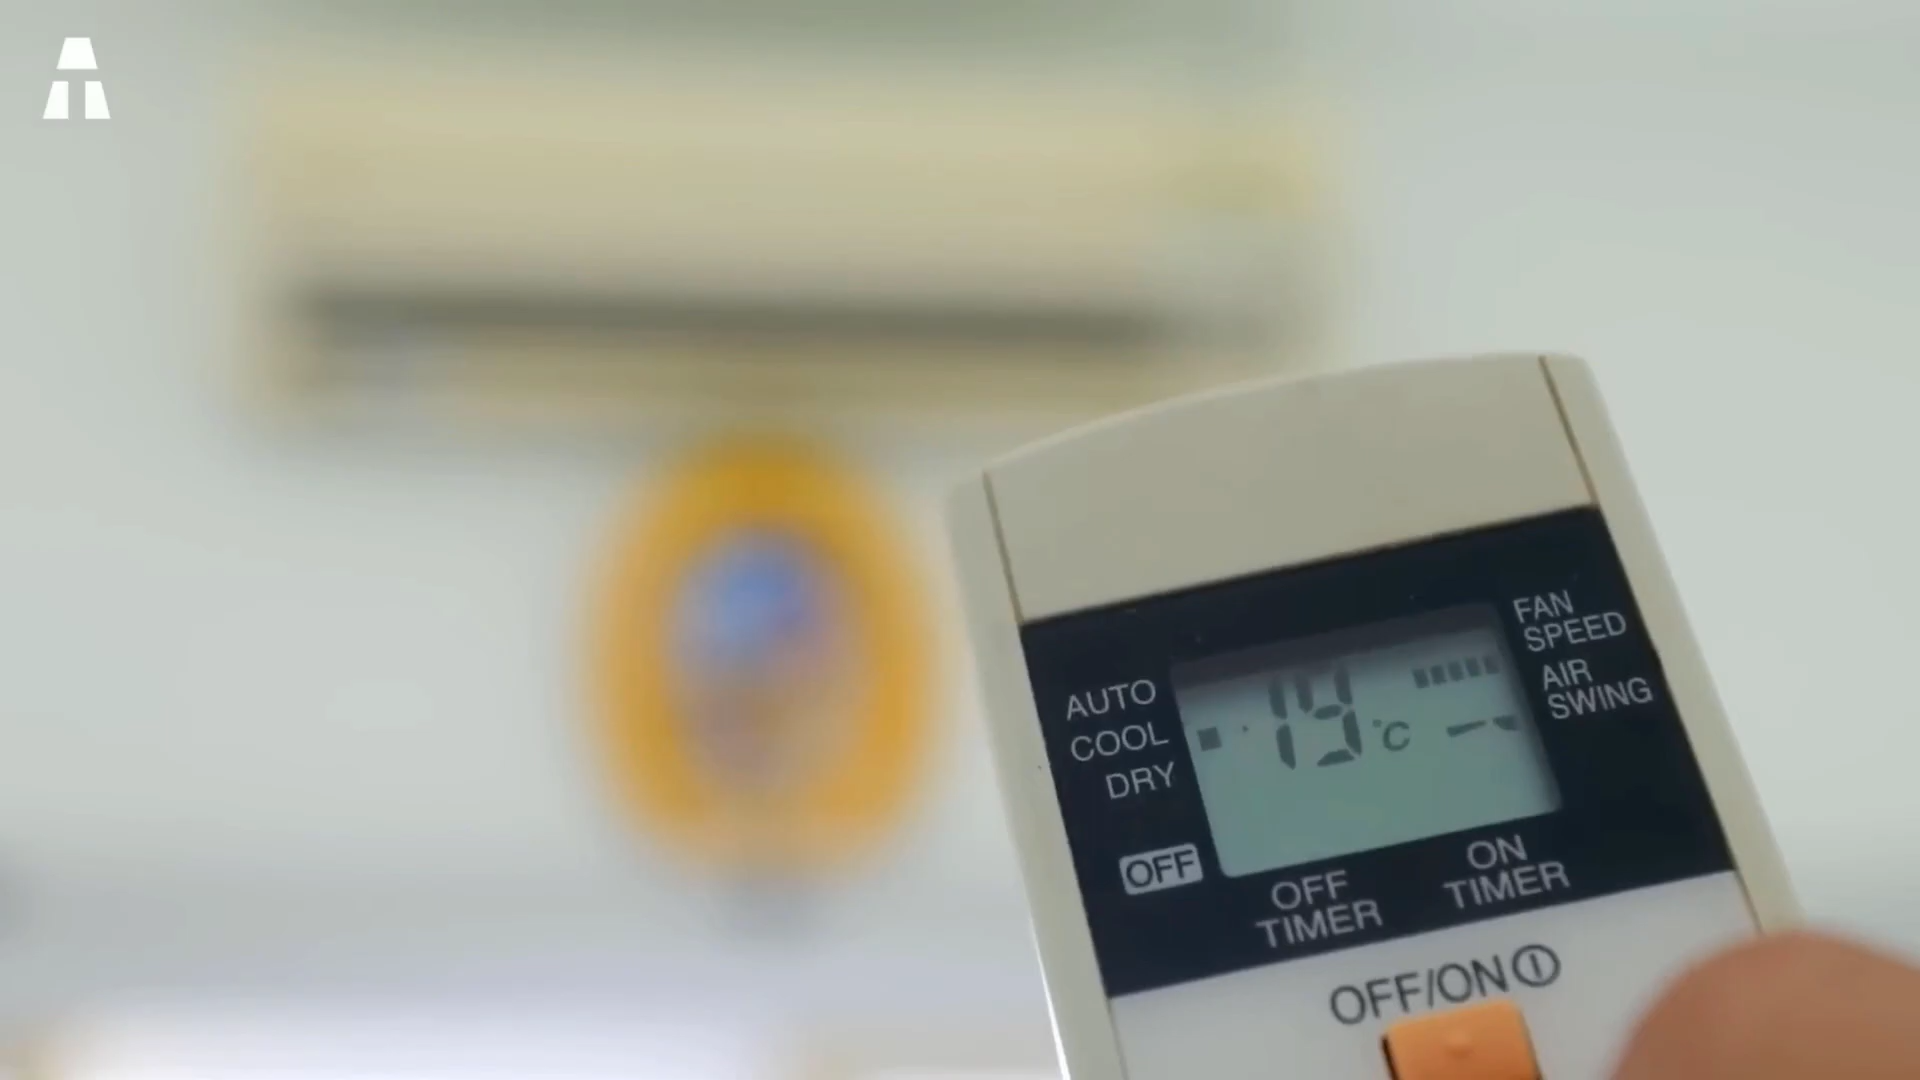 FAN
SPEED
AIR
SWING
AUTO
COOL
DRY
19°C
OFF
OFF
TIMER
ON
TIMER
OFF/ON